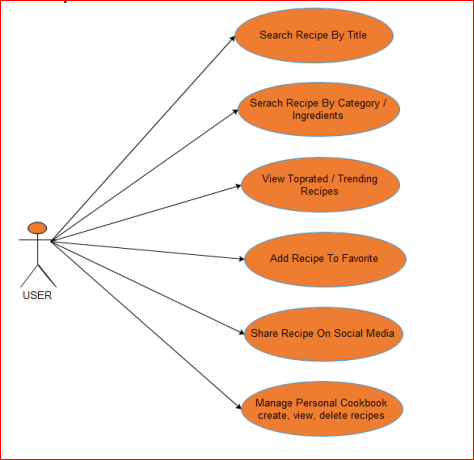 Search Recipe By Title
Serach Recipe By Category /
Ingredients
View Toprated / Trending
Recipes
Add Recipe To Favorite
USER
Share Recipe On Social Media
Manage Personal Cookbook
create, view, delete recipes